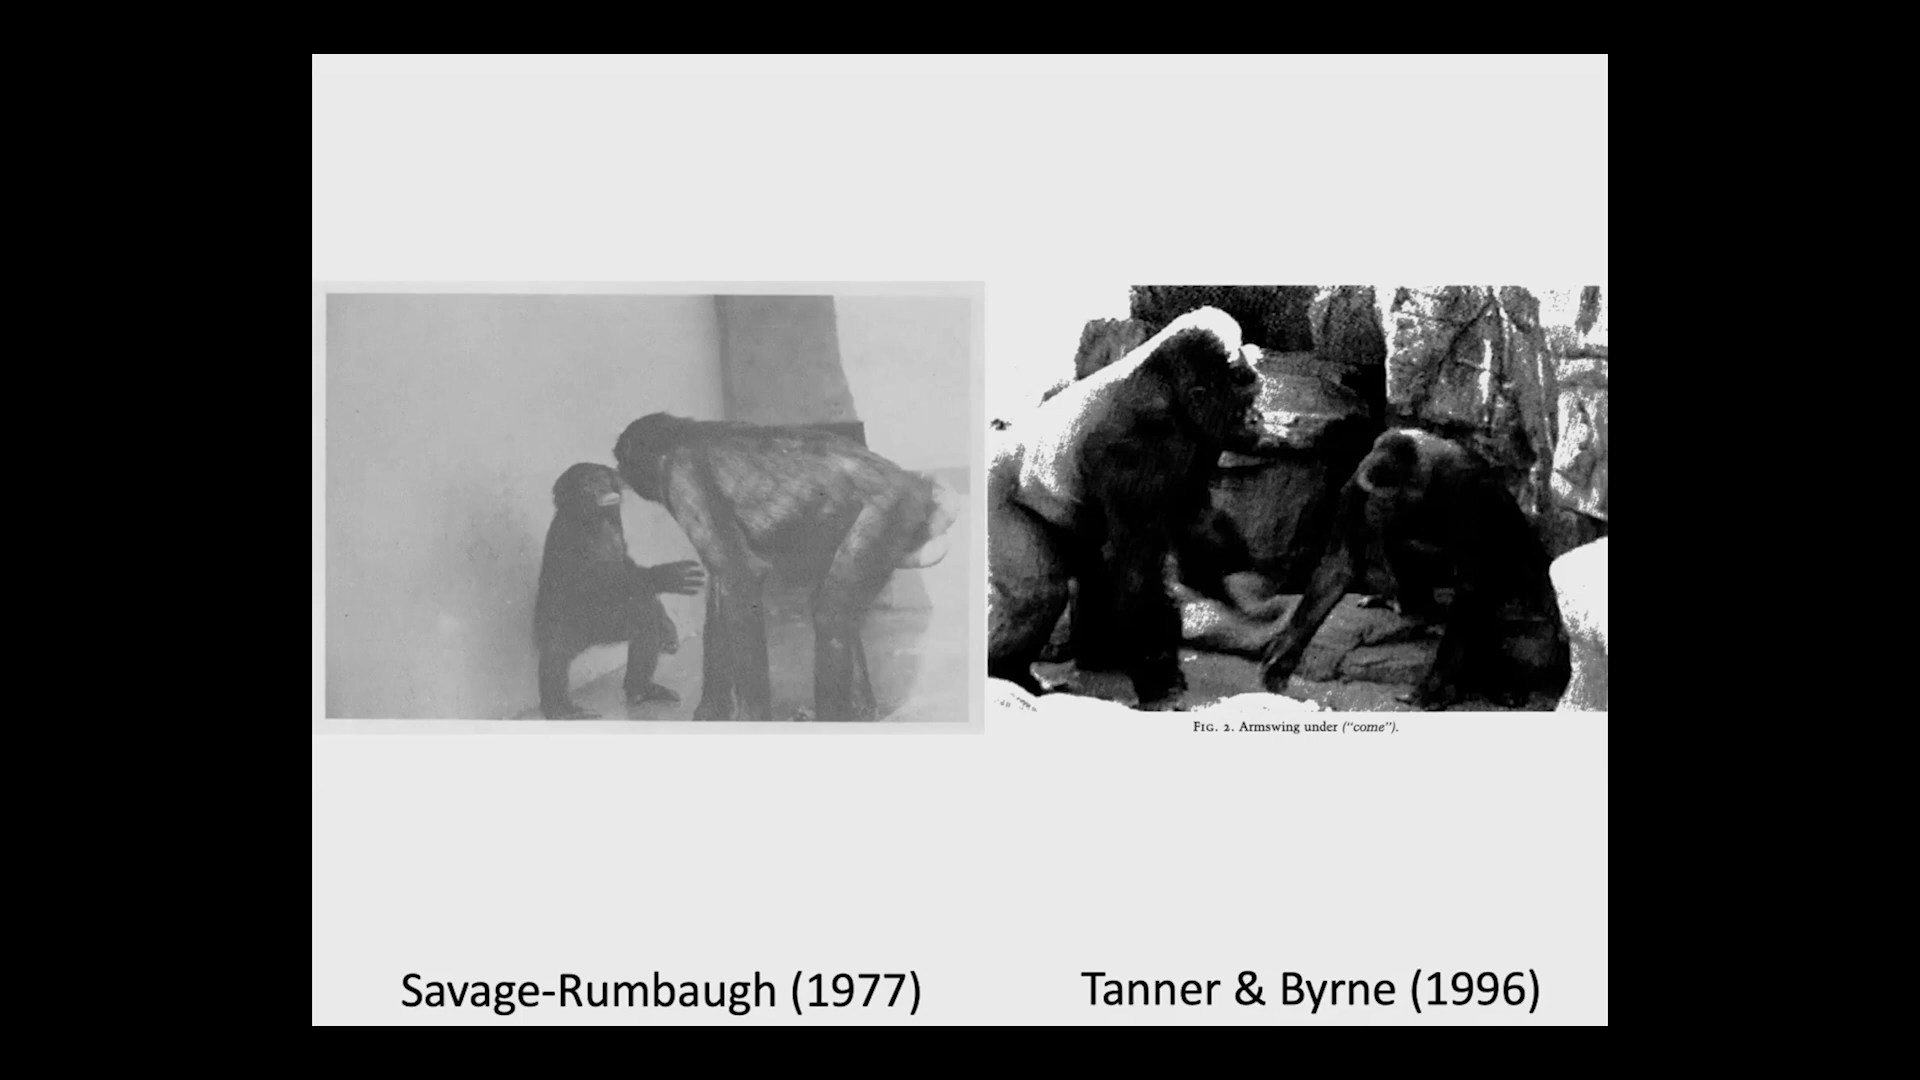 FIG. 2. Armswing under ("come").
Savage-Rumbaugh (1977)
Tanner & Byrne (1996)